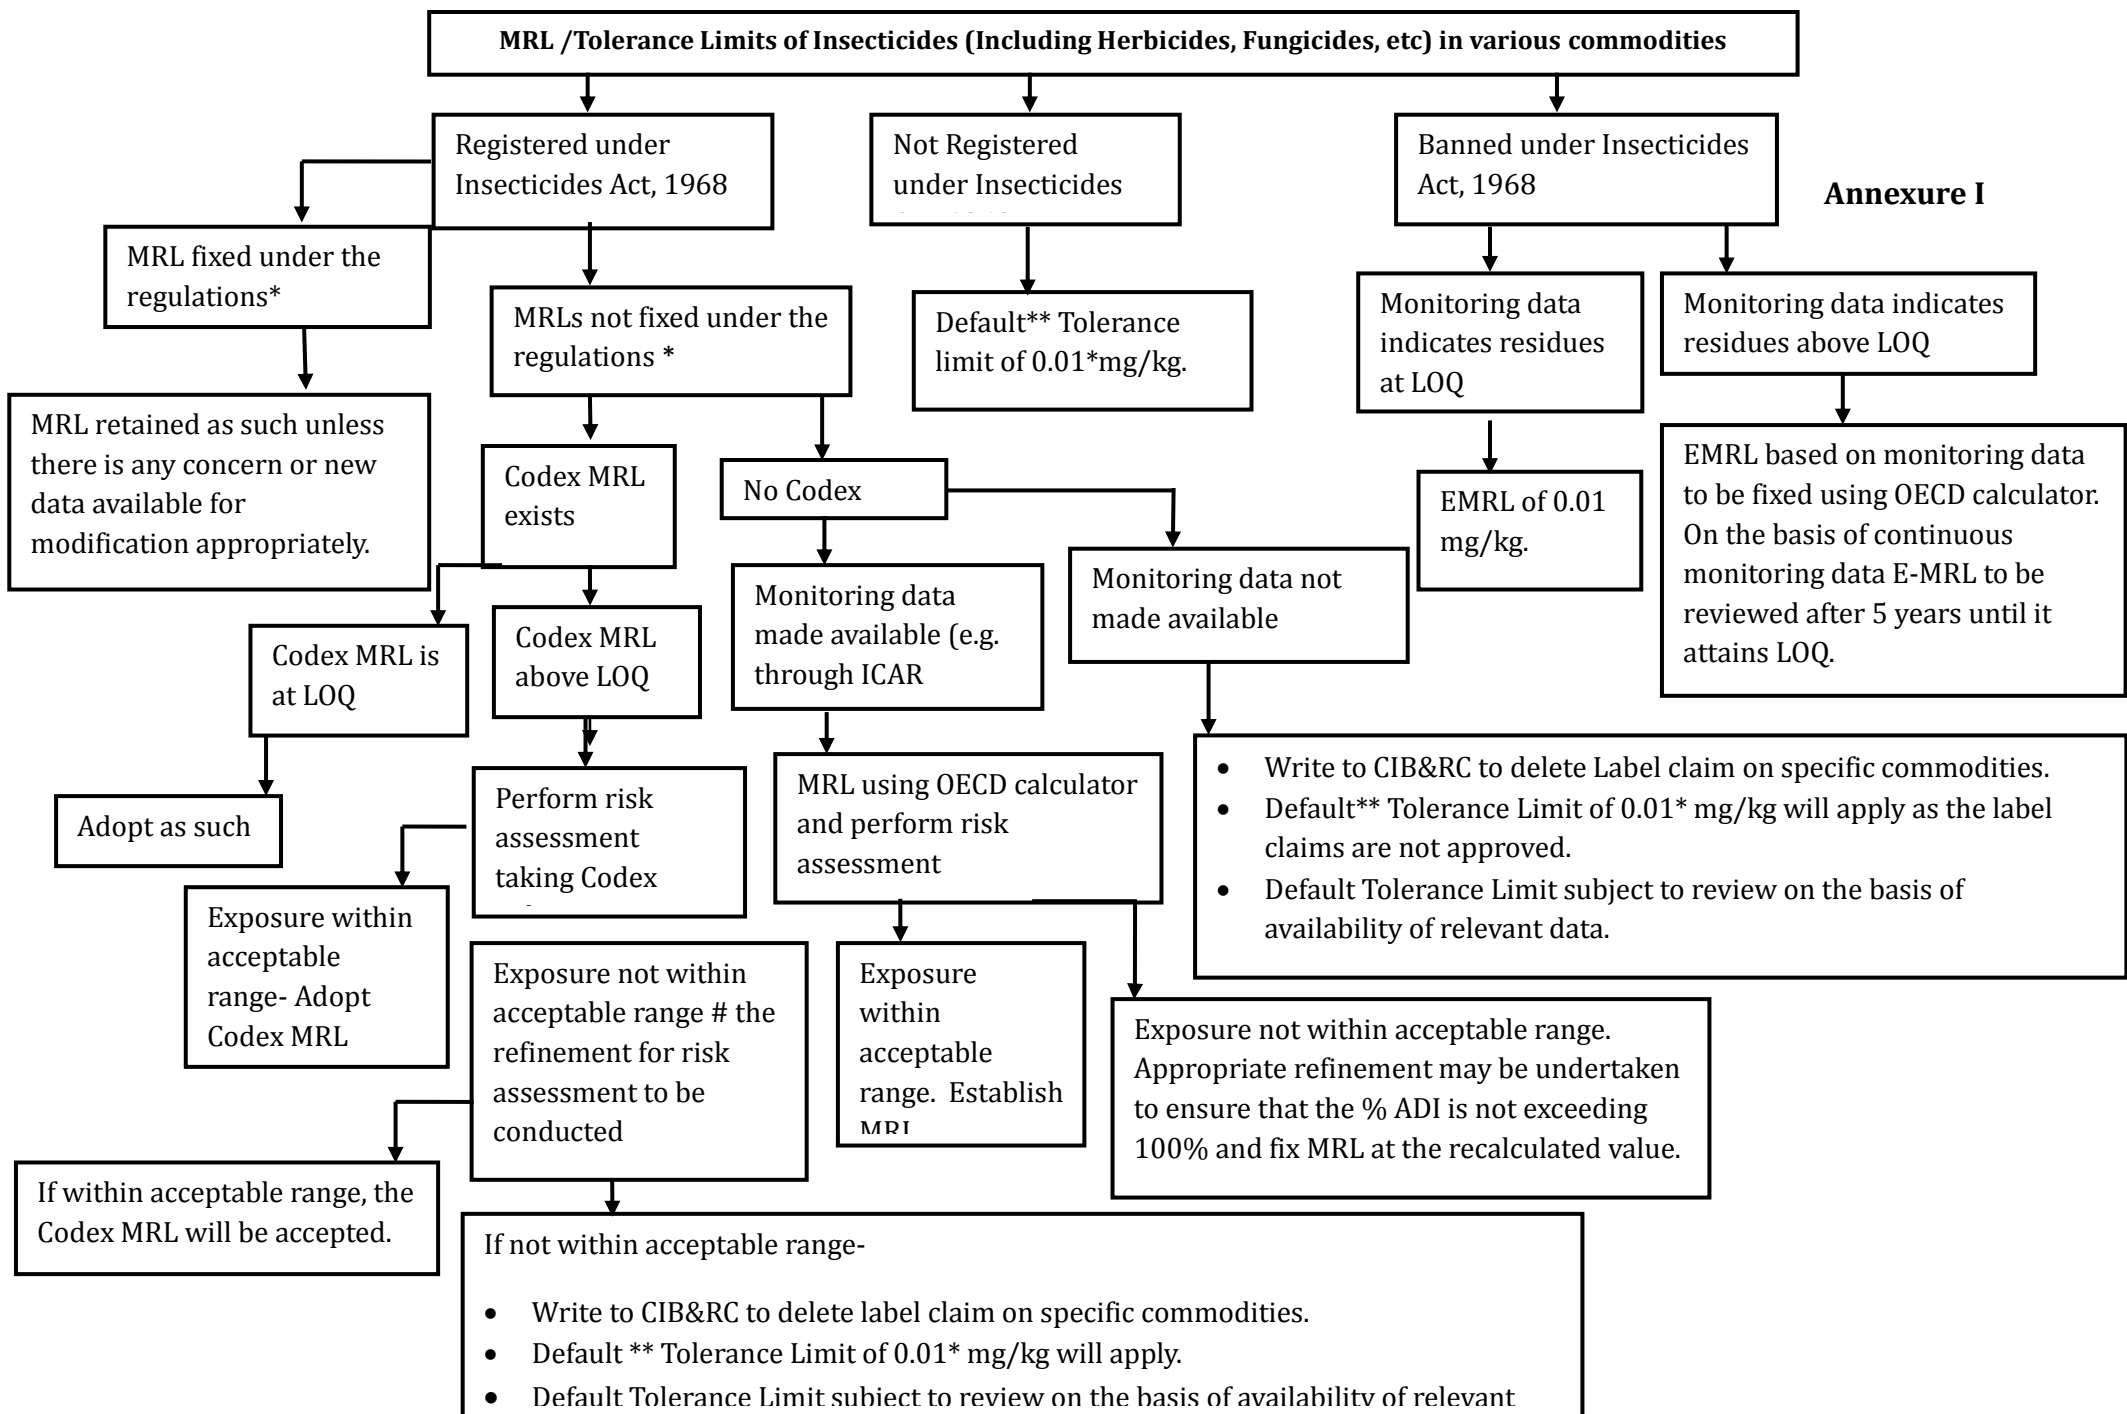 MRL /Tolerance Limits of Insecticides (Including Herbicides, Fungicides, etc) in various commodities
Registered under
Insecticides Act, 1968
Not Registered
under Insecticides
Banned under Insecticides
Act, 1968
Annexure I
MRL fixed under the
regulations*
MRLs not fixed under the
regulations *
Default** Tolerance
limit of 0.01*mg/kg.
Monitoring data
indicates residues
at LOQ
Monitoring data indicates
residues above LOQ
MRL retained as such unless
there is any concern or new
data available for
modification appropriately.
Codex MRL
exists
No Codex
EMRL of 0.01
mg/kg.
EMRL based on monitoring data
to be fixed using OECD calculator.
On the basis of continuous
monitoring data E-MRL to be
reviewed after 5 years until it
attains LOQ.
Codex MRL is
at LOQ
Codex MRL
above LOQ
Monitoring data
made available (e.g.
through ICAR
Monitoring data not
made available
Adopt as such
Perform risk
assessment
taking Codex
MRL using OECD calculator
and perform risk
assessment
• Write to CIB&RC to delete Label claim on specific commodities.
• Default** Tolerance Limit of 0.01* mg/kg will apply as the label
claims are not approved.
• Default Tolerance Limit subject to review on the basis of
availability of relevant data.
Exposure within
acceptable
range- Adopt
Codex MRL
Exposure not within
acceptable range # the
refinement for risk
assessment to be
conducted
Exposure
within
acceptable
range. Establish
MRL
Exposure not within acceptable range.
Appropriate refinement may be undertaken
to ensure that the % ADI is not exceeding
100% and fix MRL at the recalculated value.
If within acceptable range, the
Codex MRL will be accepted.
If not within acceptable range-
• Write to CIB&RC to delete label claim on specific commodities.
• Default ** Tolerance Limit of 0.01* mg/kg will apply.
• Default Tolerance Limit subject to review on the basis of availability of relevant